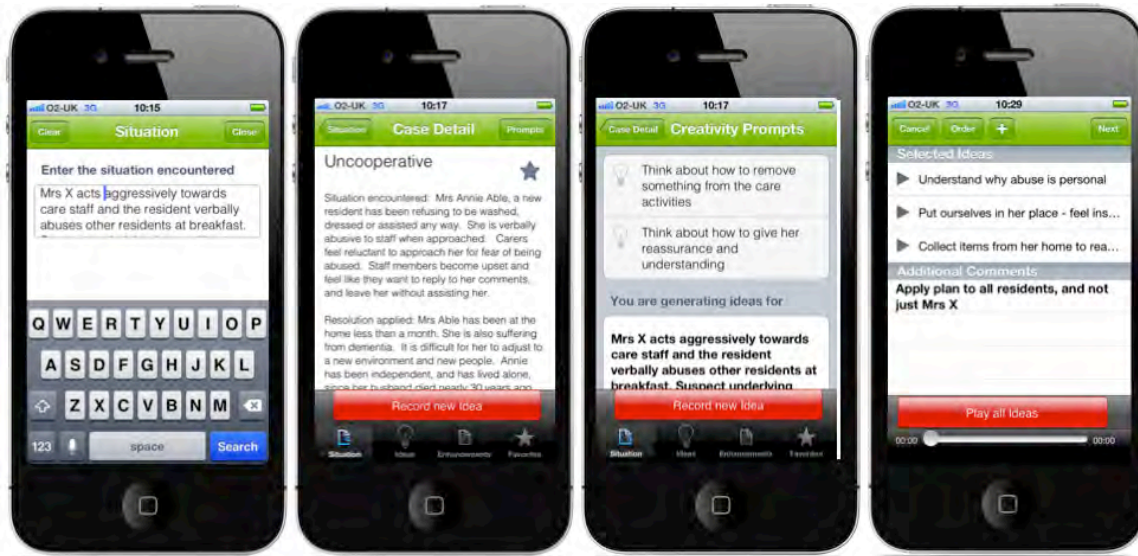 O2-UK 3G 10:15
Clear Situation Close
Enter the situation encountered
Mrs X acts aggressively towards
care staff and the resident verbally
abuses other residents at breakfast.
Q W E R T Y U I O P
A S D F G H J K L
Z X C V B N M
123 space Search
O2-UK 3G 10:17
Situation Case Detail Prompts
Uncooperative
Situation encountered: Mrs Annie Able, a new
resident has been refusing to be washed,
dressed or assisted any way. She is verbally
abusive to staff when approached. Carers
feel reluctant to approach her for fear of being
abused. Staff members become upset and
feel like they want to reply to her comments,
and leave her without assisting her.
Resolution applied: Mrs Able has been at the
home less than a month. She is also suffering
from dementia. It is difficult for her to adjust to
a new environment and new people. Annie
has been independent, and has lived alone,
since her husband died nearly 30 years ago
Record new Idea
Situation Ideas Enhancements Favorites
O2-UK 3G 10:17
Case Detail Creativity Prompts
Think about how to remove
something from the care
activities
Think about how to give her
reassurance and
understanding
You are generating ideas for
Mrs X acts aggressively towards
care staff and the resident
verbally abuses other residents at
breakfast. Suspect underlying
Record new Idea
Situation Ideas Enhancements Favorites
O2-UK 3G 10:29
Cancel Order + Next
Selected Ideas
Understand why abuse is personal
Put ourselves in her place - feel ins...
Collect items from her home to rea...
Additional Comments
Apply plan to all residents, and not
just Mrs X
Play all Ideas
00:00 00:00